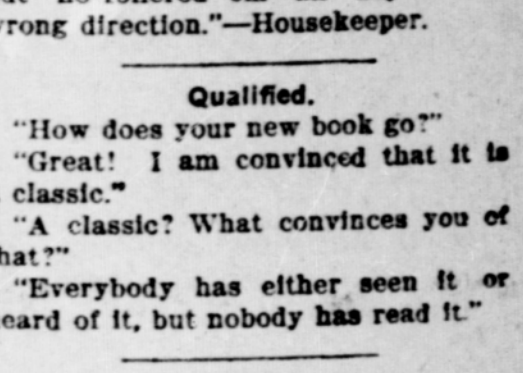 wrong direction."—Housekeeper.
Qualified.
"How does your new book go?"
"Great! I am convinced that it is
classic."
"A classic? What convinces you of
hat?"
"Everybody has either seen it or
eard of it, but nobody has read it."